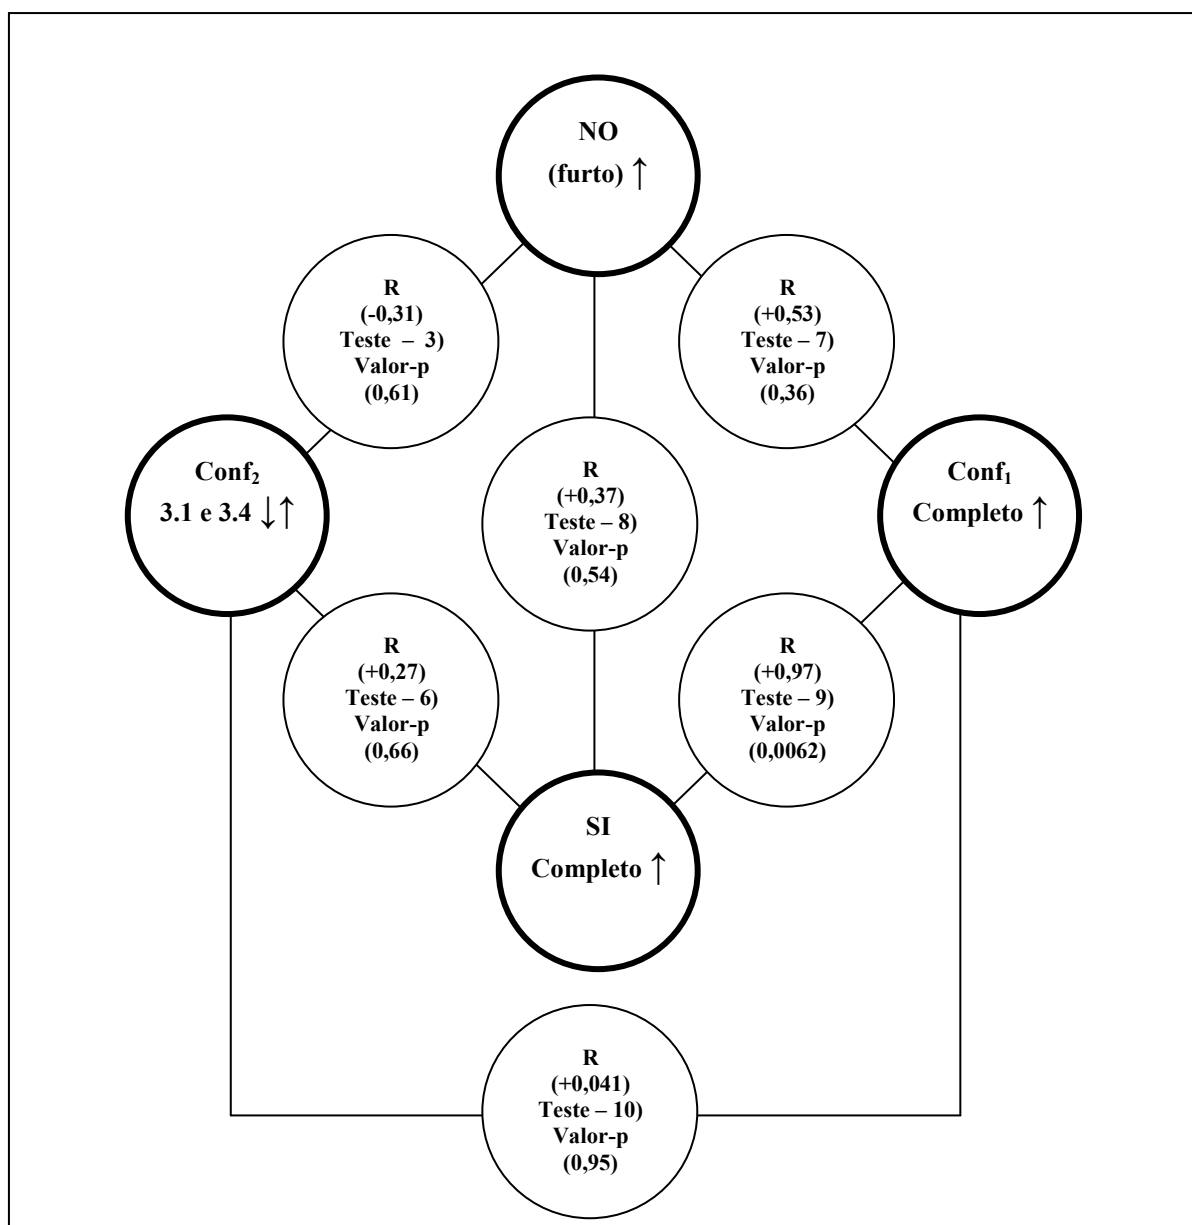 NO
(furto) ↑
R
(-0,31)
Teste – 3)
Valor-p
(0,61)
R
(+0,53)
Teste – 7)
Valor-p
(0,36)
Conf₂
3.1 e 3.4 ↓↑
R
(+0,37)
Teste – 8)
Valor-p
(0,54)
Conf₁
Completo ↑
R
(+0,27)
Teste – 6)
Valor-p
(0,66)
R
(+0,97)
Teste – 9)
Valor-p
(0,0062)
SI
Completo ↑
R
(+0,041)
Teste – 10)
Valor-p
(0,95)